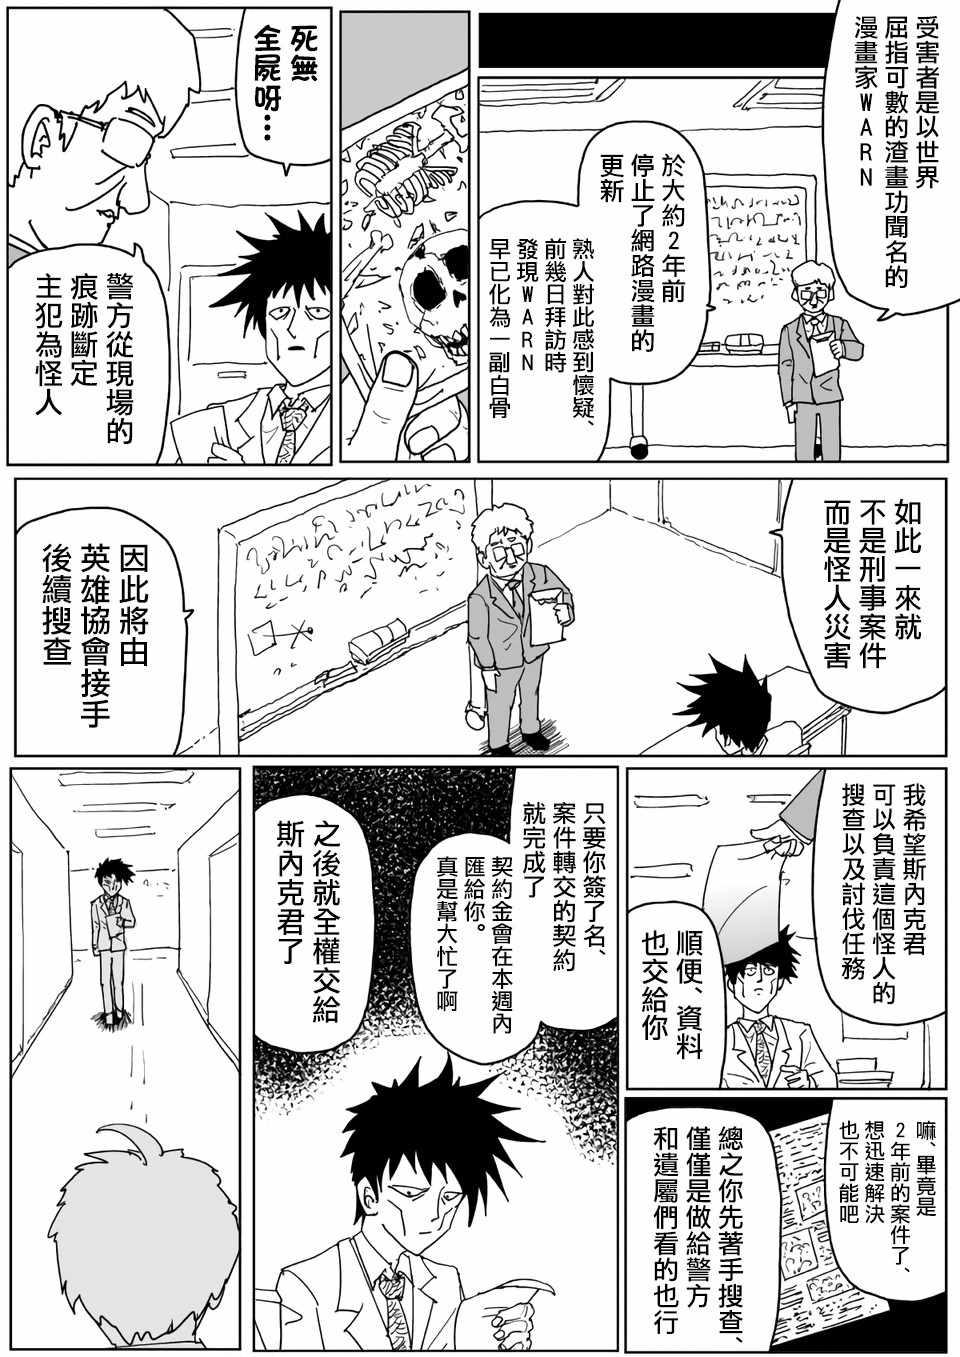 受害者是以世界
屈指可數的渣畫功聞名的
漫畫家WARN
於大約2年前
停止了網路漫畫的
更新
熟人對此感到懷疑、
前幾日拜訪時
發現WARN
早已化為一副白骨
死無
全屍呀…
警方從現場的
痕跡斷定
主犯為怪人
如此一來就
不是刑事案件
而是怪人災害
因此將由
英雄協會接手
後續搜查
我希望斯內克君
可以負責這個怪人的
搜查以及討伐任務
順便、資料
也交給你
嘛、畢竟是
2年前的案件了、
想迅速解決
也不可能吧
總之你先著手搜查、
僅僅是做給警方
和遺屬們看的也行
只要你簽了名、
案件轉交的契約
就完成了
契約金會在本週內
匯給你。
真是幫大忙了啊
之後就全權交給
斯內克君了